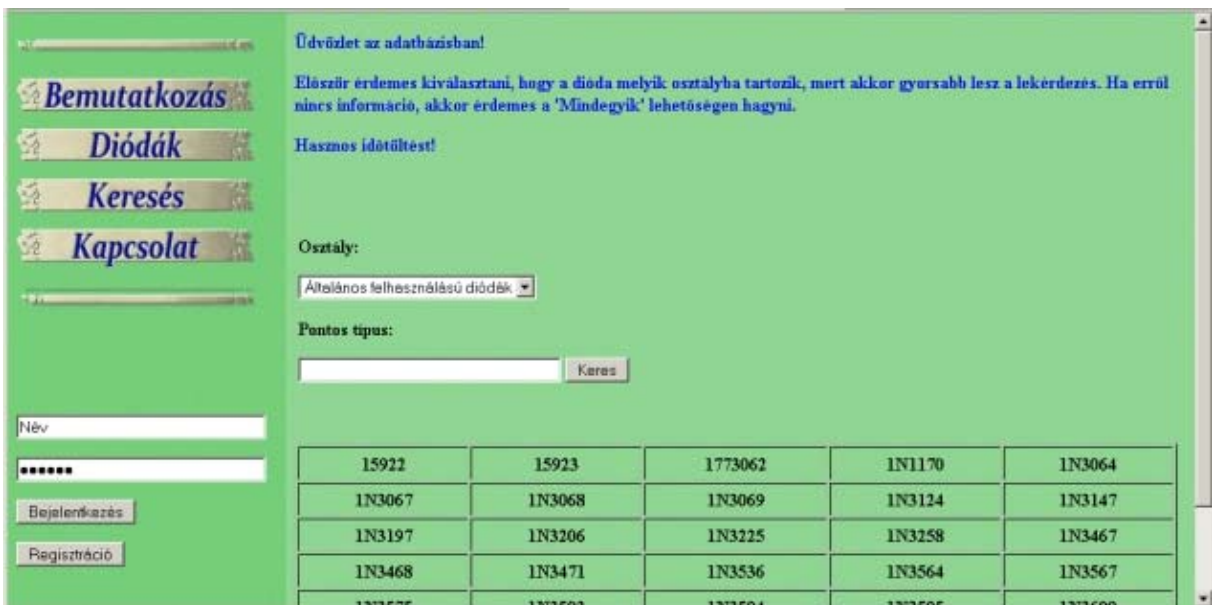 Bemutatkozás
Diódák
Keresés
Kapcsolat
Név
••••••
Bejelentkezés
Regisztráció
Üdvözlet az adatbázisban!
Először érdemes kiválasztani, hogy a dióda melyik osztályba tartozik, mert akkor gyorsabb lesz a lekérdezés. Ha erről
nincs információ, akkor érdemes a 'Mindegyik' lehetőségen hagyni.
Hasznos időtöltést!
Osztály:
Általános felhasználású diódák
Pontos típus:
Keres
15922 15923 1773062 1N1170 1N3064
1N3067 1N3068 1N3069 1N3124 1N3147
1N3197 1N3206 1N3225 1N3258 1N3467
1N3468 1N3471 1N3536 1N3564 1N3567